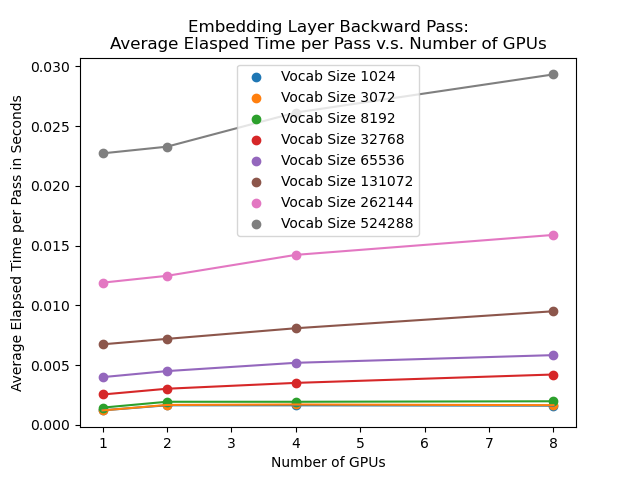 Embedding Layer Backward Pass:
Average Elasped Time per Pass v.s. Number of GPUs
Average Elapsed Time per Pass in Seconds
0.030
0.025
0.020
0.015
0.010
0.005
0.000
Vocab Size 1024
Vocab Size 3072
Vocab Size 8192
Vocab Size 32768
Vocab Size 65536
Vocab Size 131072
Vocab Size 262144
Vocab Size 524288
1 2 3 4 5 6 7 8
Number of GPUs